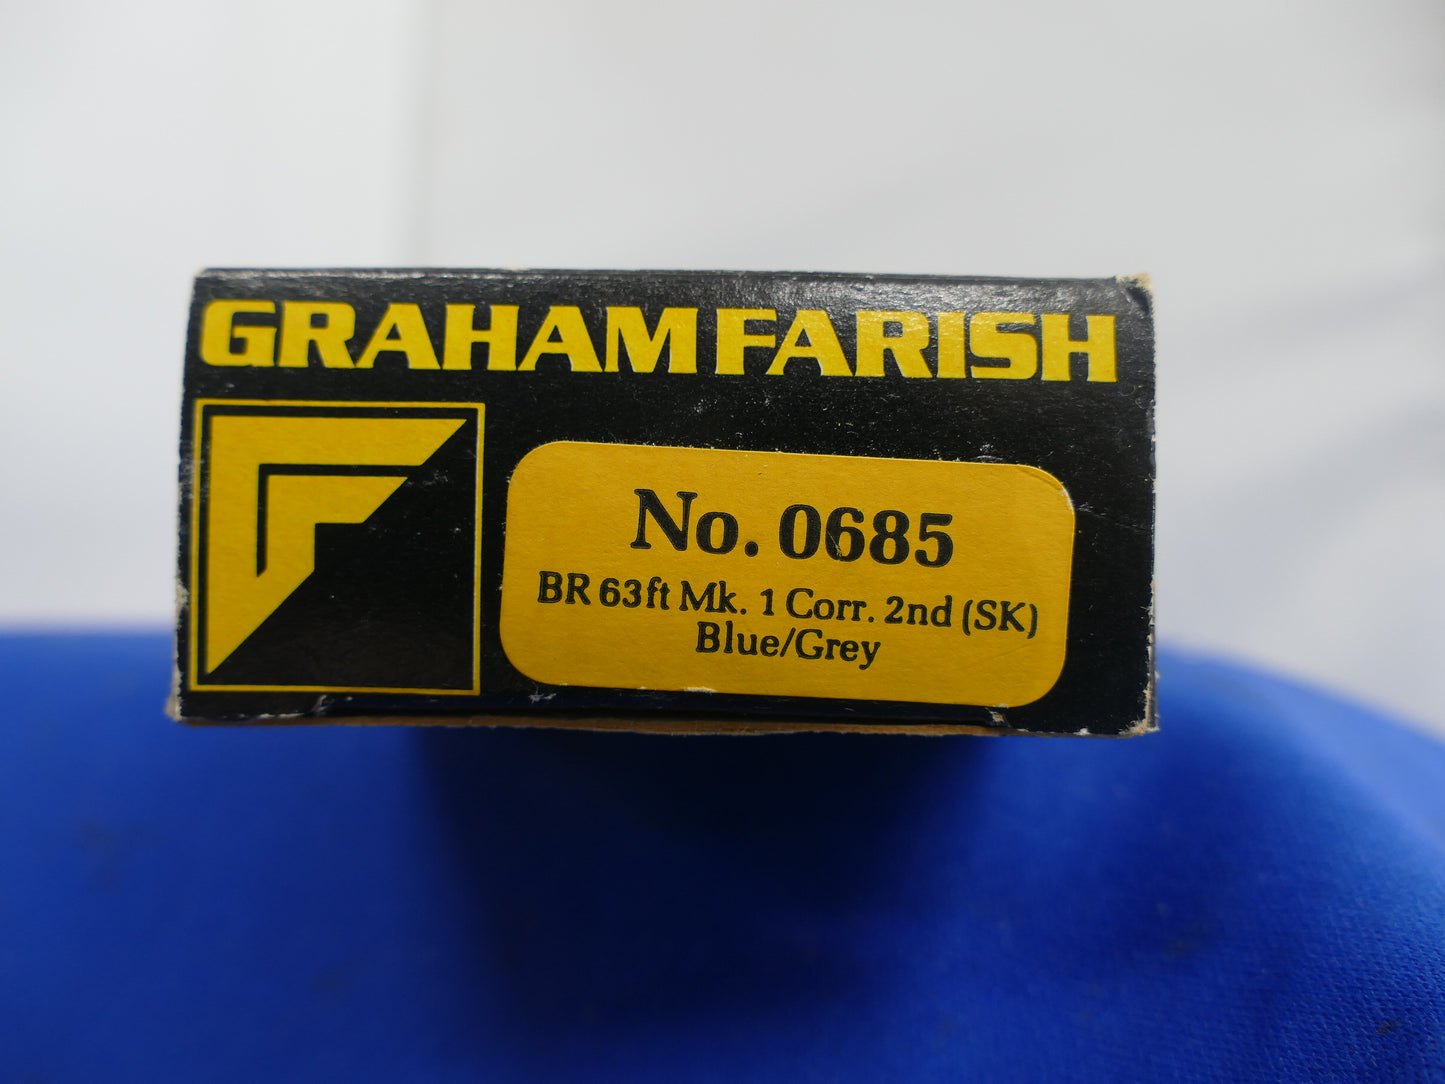 GRAHAM FARISH
No. 0685
BR 63ft Mk. 1 Corr. 2nd (SK)
Blue/Grey